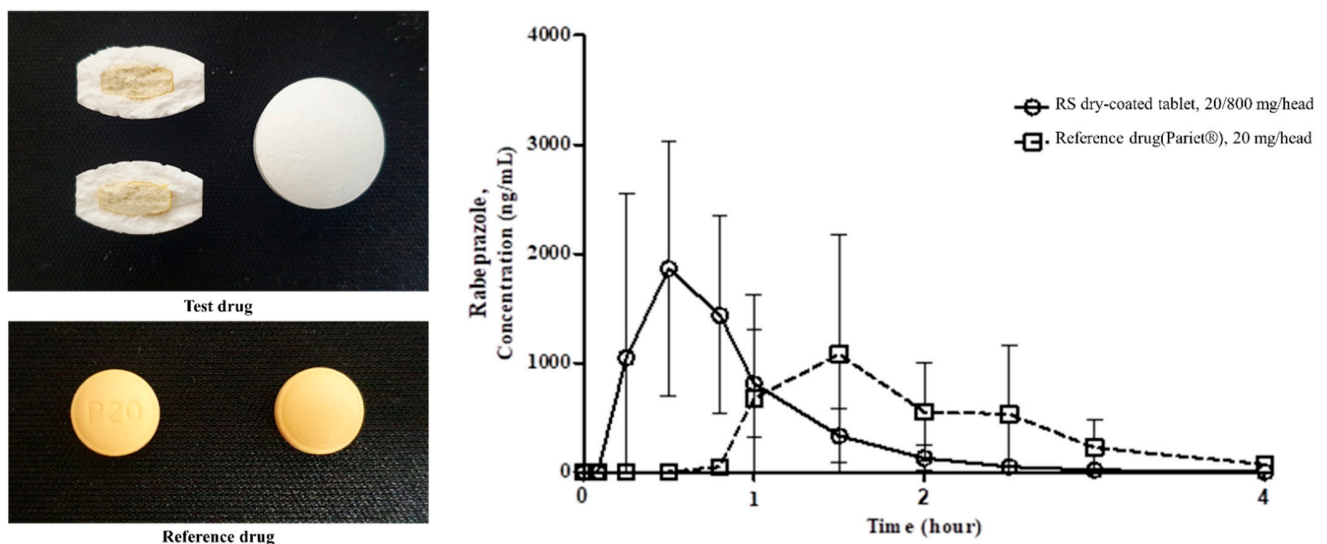 Test drug
P20
Reference drug
4000
3000
2000
1000
0
Rabeprazole,
Concentration (ng/mL)
RS dry-coated tablet, 20/800 mg/head
Reference drug(Pariet®), 20 mg/head
0 1 2 4
Time (hour)